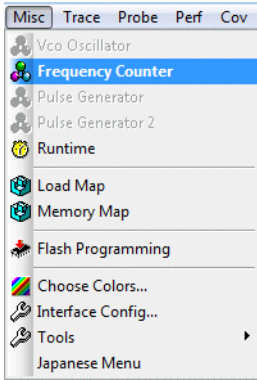 Misc Trace Probe Perf Cov
Vco Oscillator
Frequency Counter
Pulse Generator
Pulse Generator 2
Runtime
Load Map
Memory Map
Flash Programming
Choose Colors...
Interface Config...
Tools
Japanese Menu